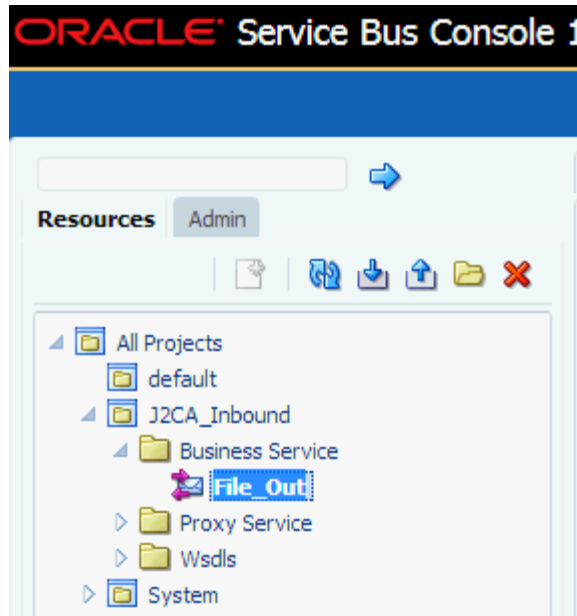 ORACLE Service Bus Console 1
Resources Admin
All Projects
default
J2CA_Inbound
Business Service
File_Out
Proxy Service
Wsdls
System